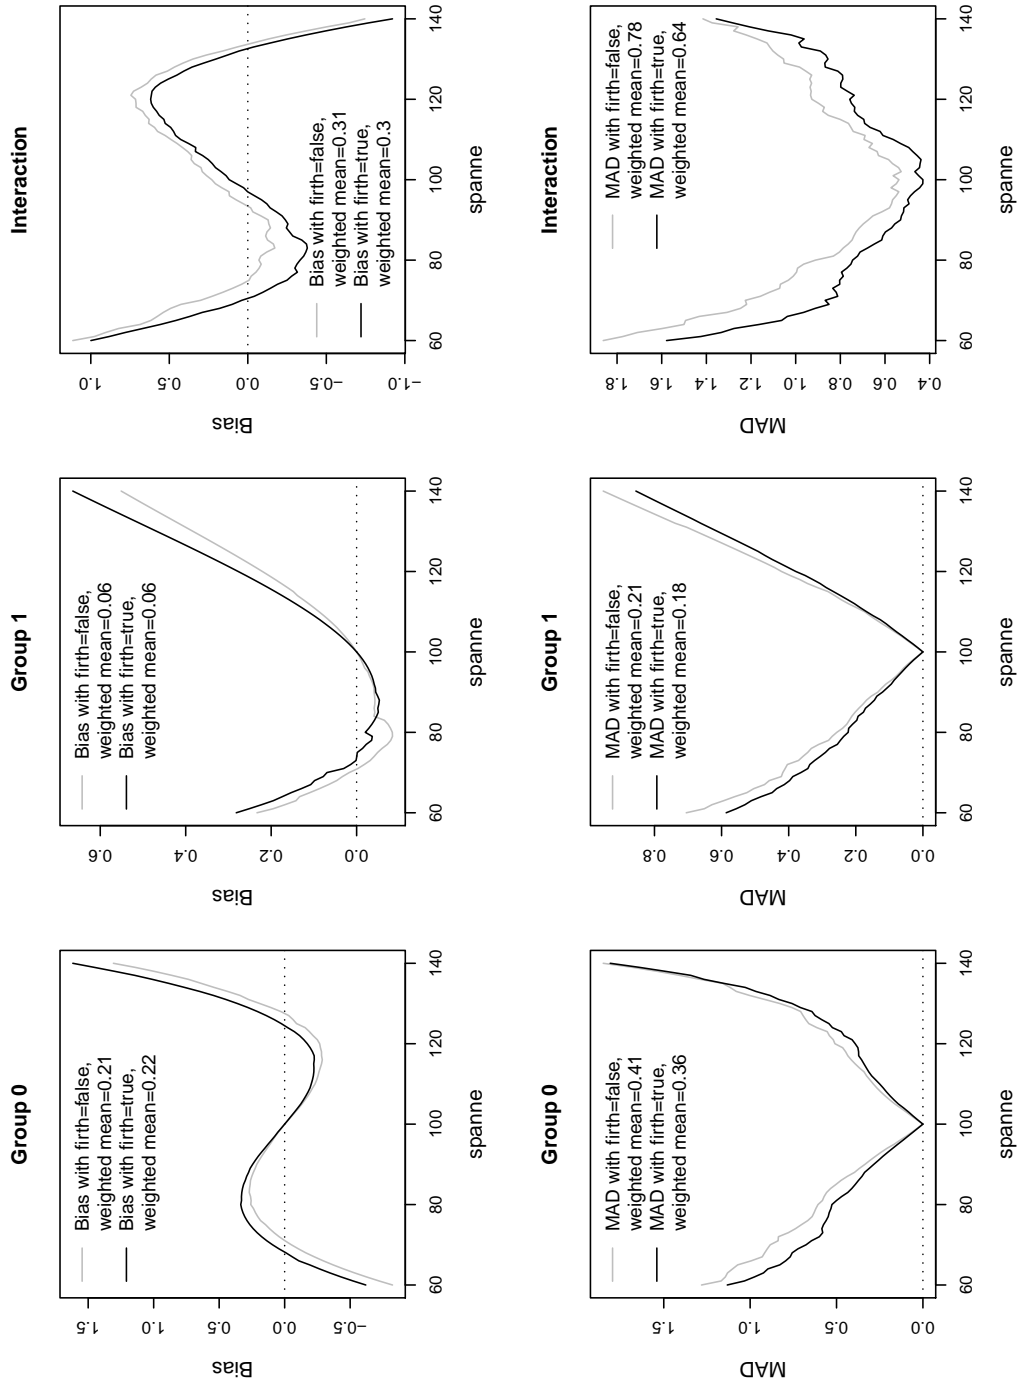 Group 0
Bias with firth=false,
weighted mean=0.21
Bias with firth=true,
weighted mean=0.22
Bias
1.5
1.0
0.5
0.0
−0.5
60 80 100 120 140
spanne
Group 1
Bias with firth=false,
weighted mean=0.06
Bias with firth=true,
weighted mean=0.06
Bias
0.6
0.4
0.2
0.0
60 80 100 120 140
spanne
Interaction
Bias with firth=false,
weighted mean=0.31
Bias with firth=true,
weighted mean=0.3
Bias
1.0
0.5
0.0
−0.5
−1.0
60 80 100 120 140
spanne
Group 0
MAD with firth=false,
weighted mean=0.41
MAD with firth=true,
weighted mean=0.36
MAD
1.5
1.0
0.5
0.0
60 80 100 120 140
spanne
Group 1
MAD with firth=false,
weighted mean=0.21
MAD with firth=true,
weighted mean=0.18
MAD
0.8
0.6
0.4
0.2
0.0
60 80 100 120 140
spanne
Interaction
MAD with firth=false,
weighted mean=0.78
MAD with firth=true,
weighted mean=0.64
MAD
1.8
1.6
1.4
1.2
1.0
0.8
0.6
0.4
60 80 100 120 140
spanne